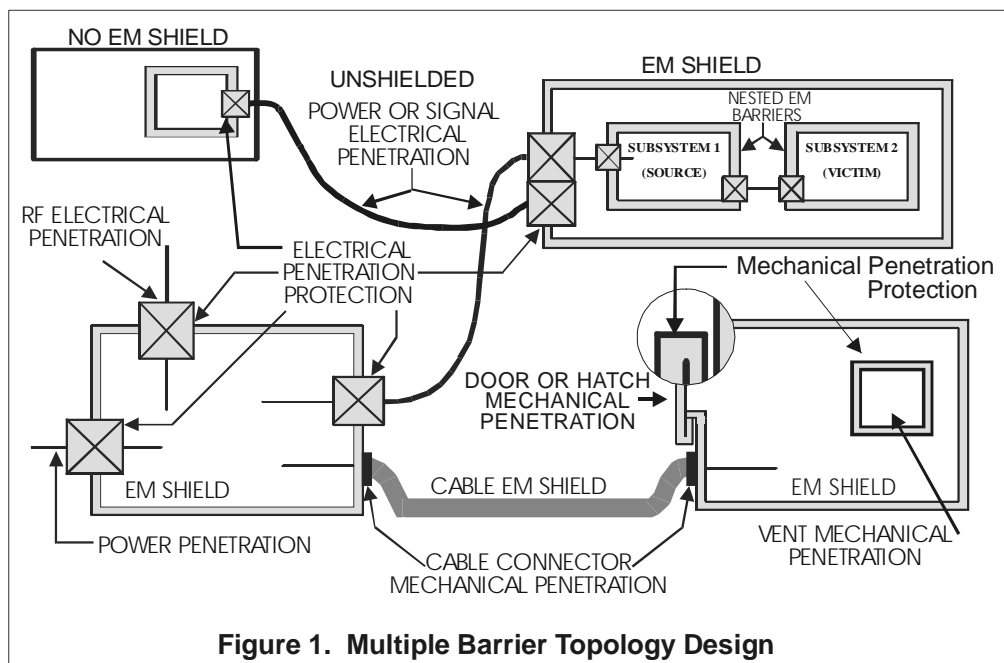 NO EM SHIELD
UNSHIELDED
POWER OR SIGNAL
ELECTRICAL
PENETRATION
EM SHIELD
NESTED EM
BARRIERS
SUBSYSTEM 1
(SOURCE)
SUBSYSTEM 2
(VICTIM)
RF ELECTRICAL
PENETRATION
ELECTRICAL
PENETRATION
PROTECTION
Mechanical Penetration
Protection
DOOR OR HATCH
MECHANICAL
PENETRATION
EM SHIELD
CABLE EM SHIELD
EM SHIELD
POWER PENETRATION
CABLE CONNECTOR
MECHANICAL PENETRATION
VENT MECHANICAL
PENETRATION
Figure 1. Multiple Barrier Topology Design